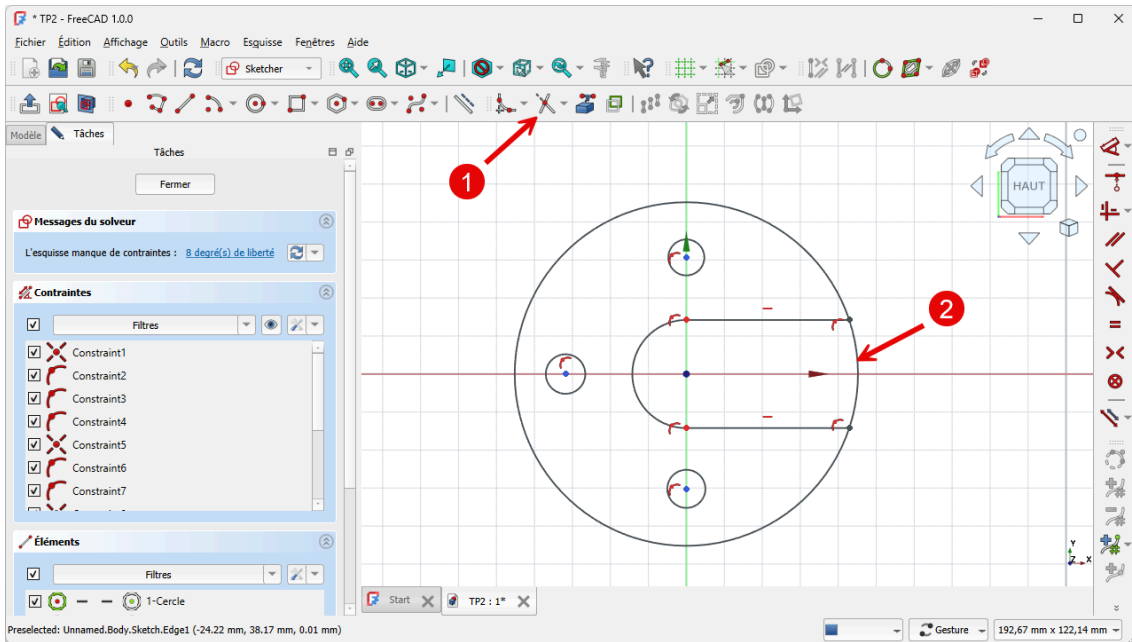 * TP2 - FreeCAD 1.0.0
Fichier Édition Affichage Outils Macro Esquisse Fenêtres Aide
Sketcher
Modèle Tâches
Tâches
Fermer
Messages du solveur
L'esquisse manque de contraintes : 8 degré(s) de liberté
Contraintes
Filtres
Constraint1
Constraint2
Constraint3
Constraint4
Constraint5
Constraint6
Constraint7
Éléments
Filtres
1-Cercle
1
2
HAUT
Y
Z X
Start TP2 : 1*
Preselected: Unnamed.Body.Sketch.Edge1 (-24.22 mm, 38.17 mm, 0.01 mm)
Gesture 192,67 mm x 122,14 mm